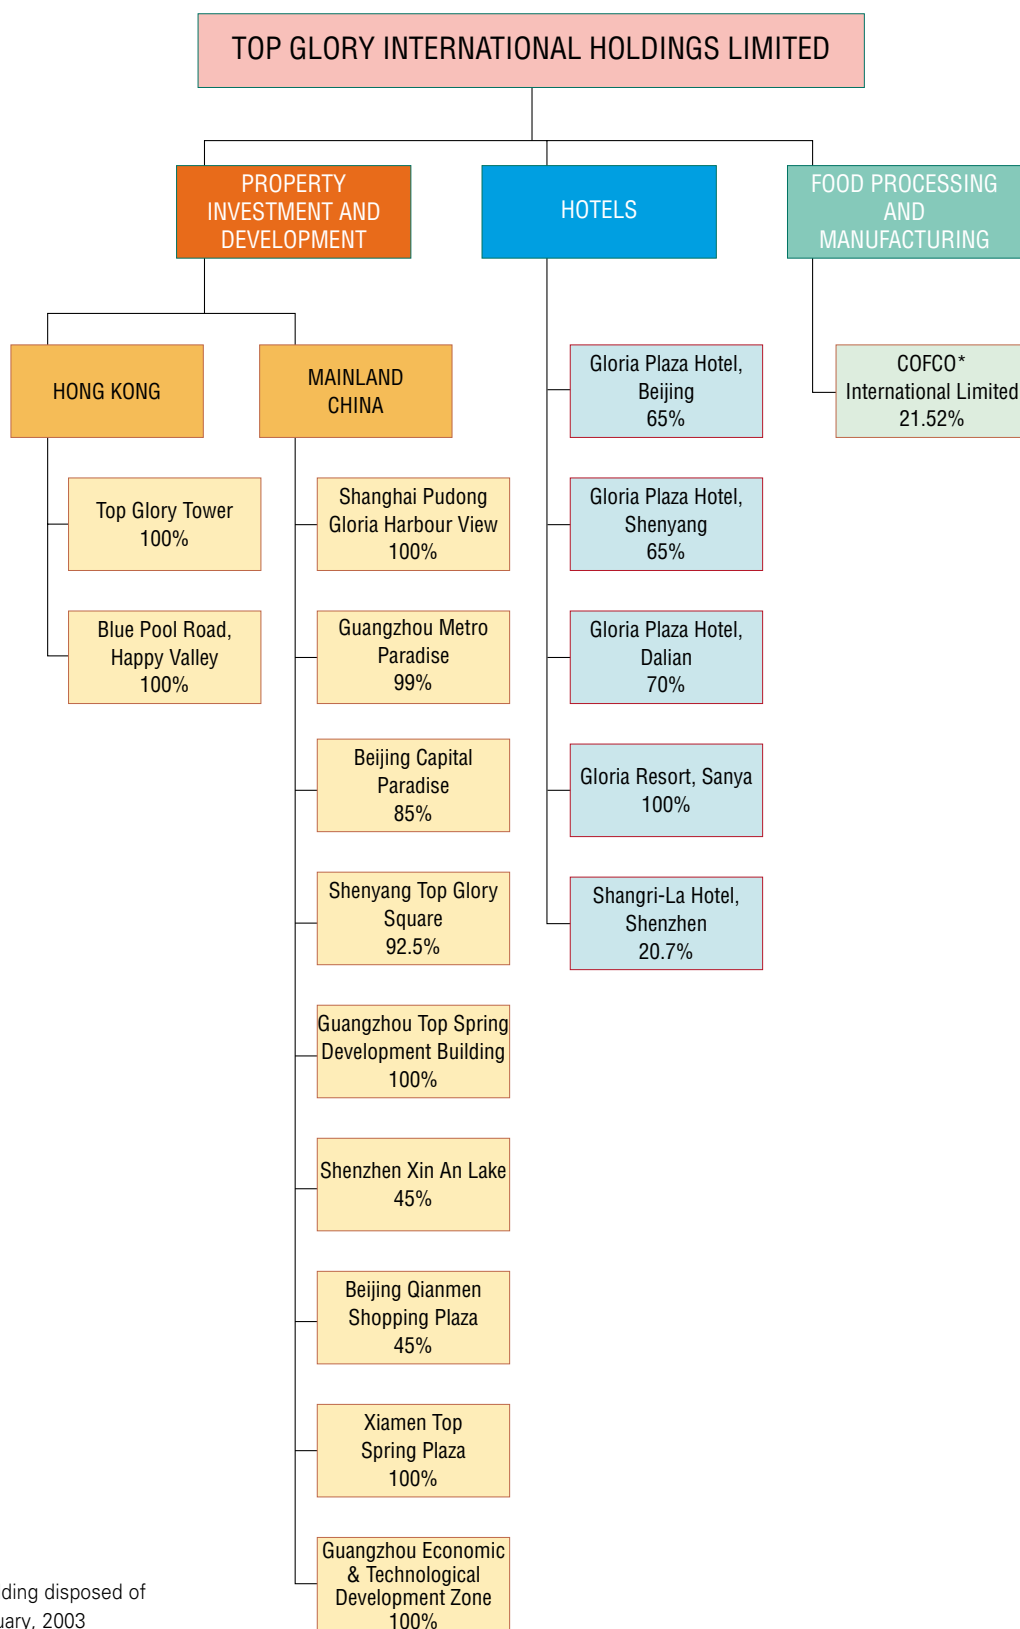 TOP GLORY INTERNATIONAL HOLDINGS LIMITED
PROPERTY
INVESTMENT AND
DEVELOPMENT
HOTELS
FOOD PROCESSING
AND
MANUFACTURING
HONG KONG
MAINLAND
CHINA
Top Glory Tower
100%
Blue Pool Road,
Happy Valley
100%
Shanghai Pudong
Gloria Harbour View
100%
Guangzhou Metro
Paradise
99%
Beijing Capital
Paradise
85%
Shenyang Top Glory
Square
92.5%
Guangzhou Top Spring
Development Building
100%
Shenzhen Xin An Lake
45%
Beijing Qianmen
Shopping Plaza
45%
Xiamen Top
Spring Plaza
100%
Guangzhou Economic
& Technological
Development Zone
100%
Gloria Plaza Hotel,
Beijing
65%
Gloria Plaza Hotel,
Shenyang
65%
Gloria Plaza Hotel,
Dalian
70%
Gloria Resort, Sanya
100%
Shangri-La Hotel,
Shenzhen
20.7%
COFCO*
International Limited
21.52%
disposed of
2003